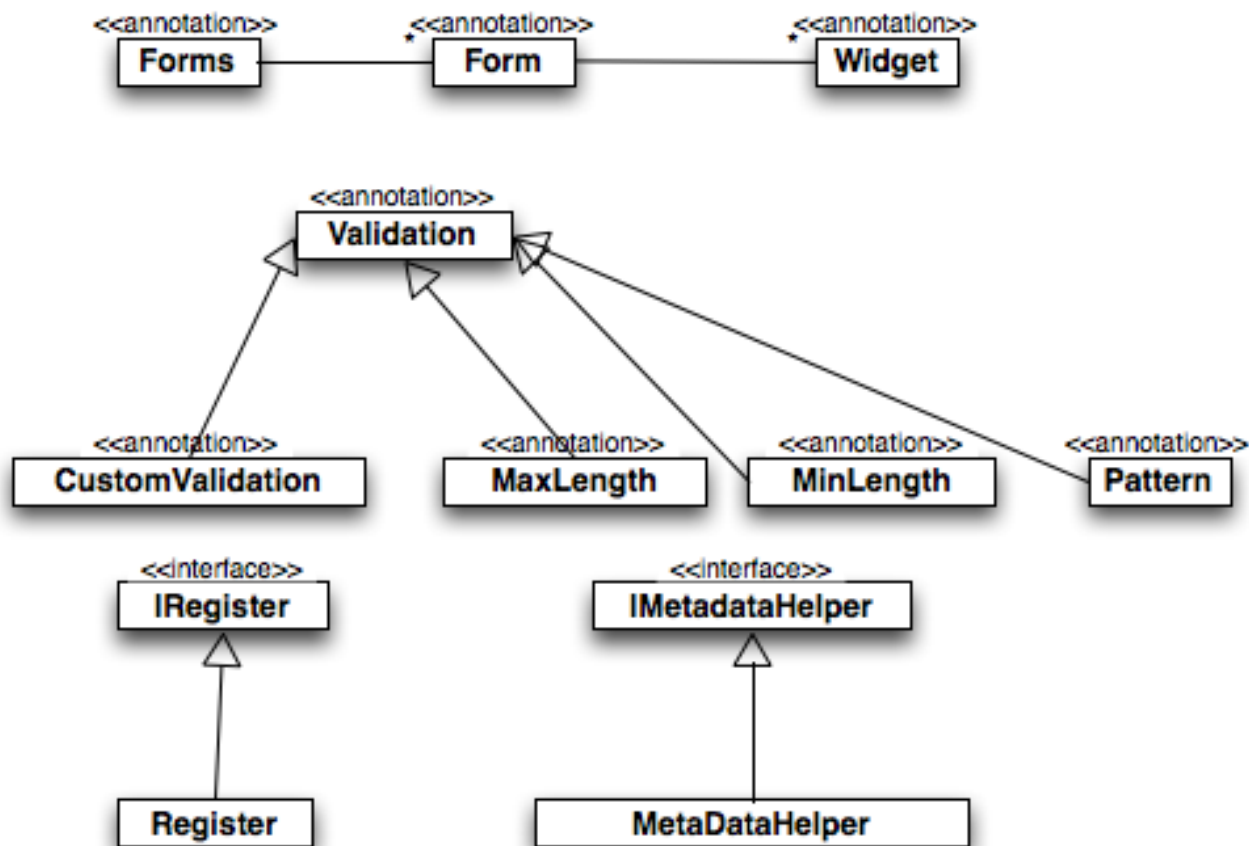 <<annotation>> <<annotation>> <<annotation>>
Forms * Form * Widget
<<annotation>>
Validation
<<annotation>> <<annotation>> <<annotation>> <<annotation>>
CustomValidation MaxLength MinLength Pattern
<<interface>> <<interface>>
IRegister IMetadataHelper
Register MetaDataHelper